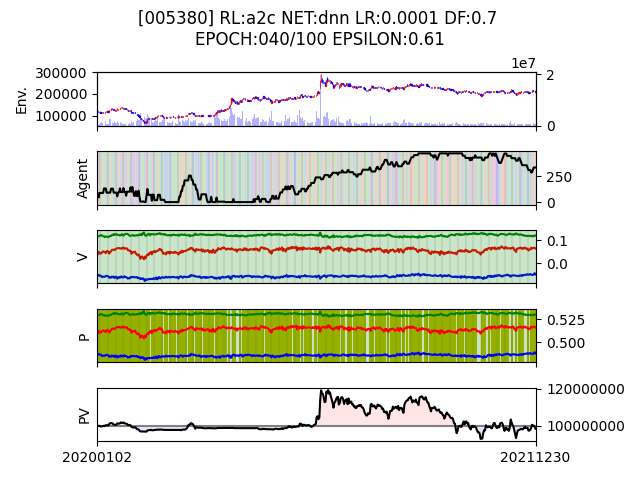 [005380] RL:a2c NET:dnn LR:0.0001 DF:0.7
EPOCH:040/100 EPSILON:0.61
1e7
300000
200000
100000
Env.
2
0
Agent
250
0
V
0.1
0.0
P
0.525
0.500
PV
120000000
100000000
20200102
20211230